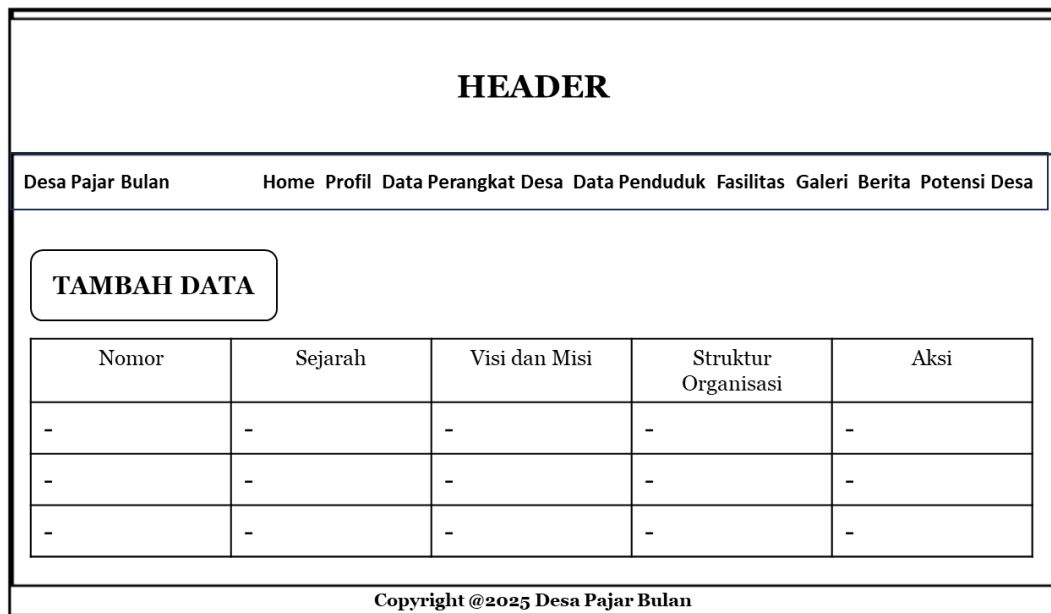 HEADER
Desa Pajar Bulan Home Profil Data Perangkat Desa Data Penduduk Fasilitas Galeri Berita Potensi Desa
TAMBAH DATA
Nomor Sejarah Visi dan Misi Struktur Organisasi Aksi
- - - - -
- - - - -
- - - - -
Copyright @2025 Desa Pajar Bulan